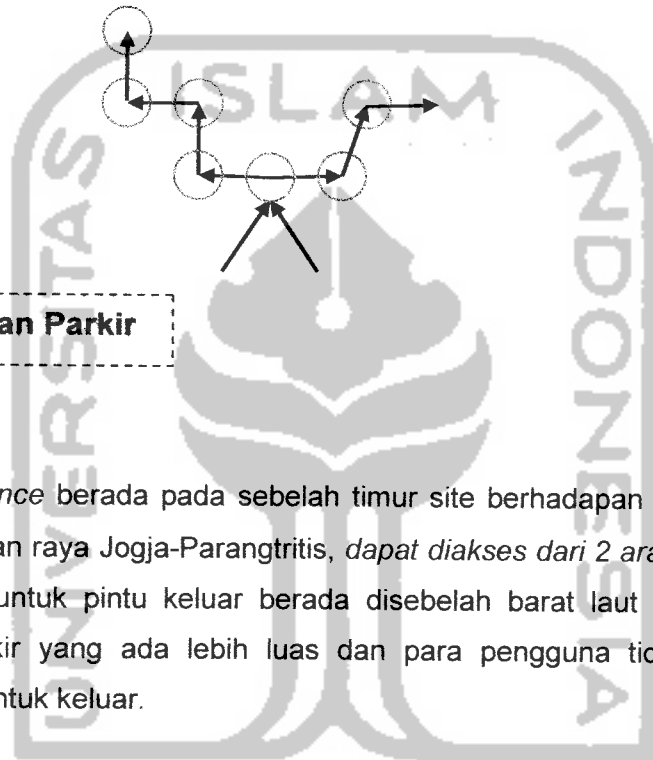 ISLAM
UNIVERSITAS
INDONESIA
an Parkir
nce berada pada sebelah timur site berhadapan
an raya Jogja-Parangtritis, dapat diakses dari 2 ara
untuk pintu keluar berada disebelah barat laut
kir yang ada lebih luas dan para pengguna tid
ntuk keluar.